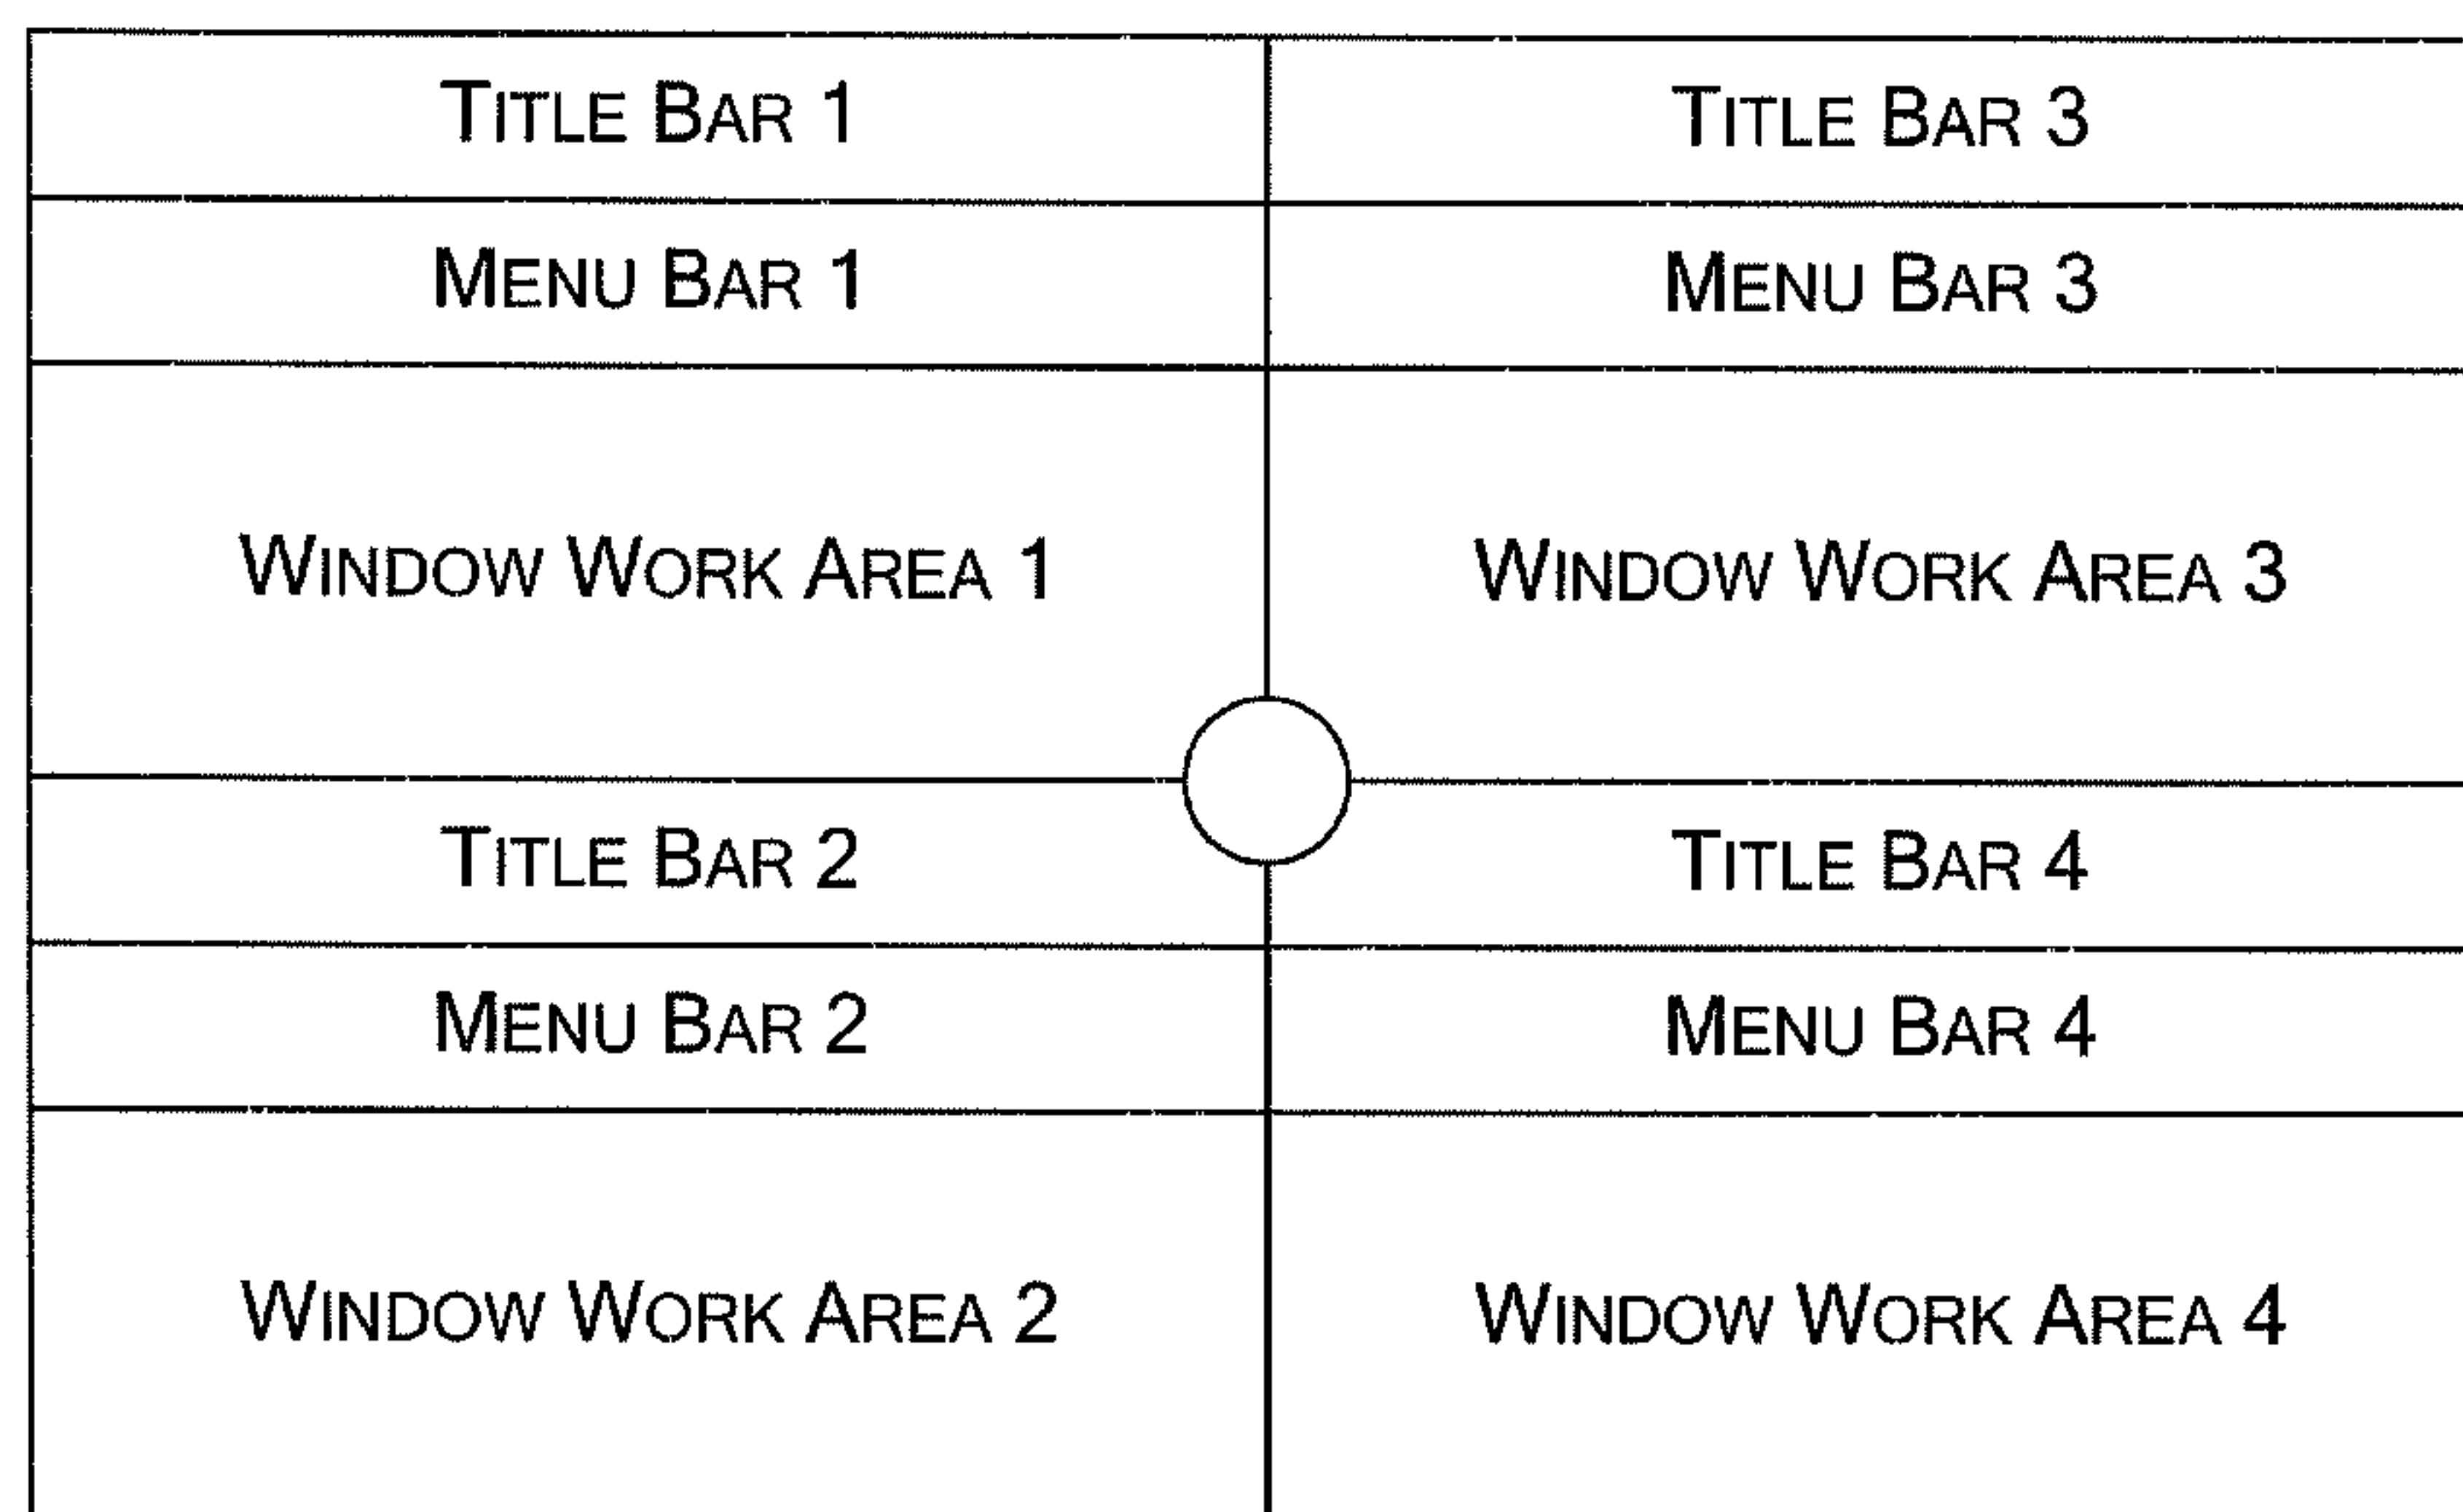 TITLE BAR 1
MENU BAR 1
WINDOW WORK AREA 1
TITLE BAR 2
MENU BAR 2
WINDOW WORK AREA 2
TITLE BAR 3
MENU BAR 3
WINDOW WORK AREA 3
TITLE BAR 4
MENU BAR 4
WINDOW WORK AREA 4